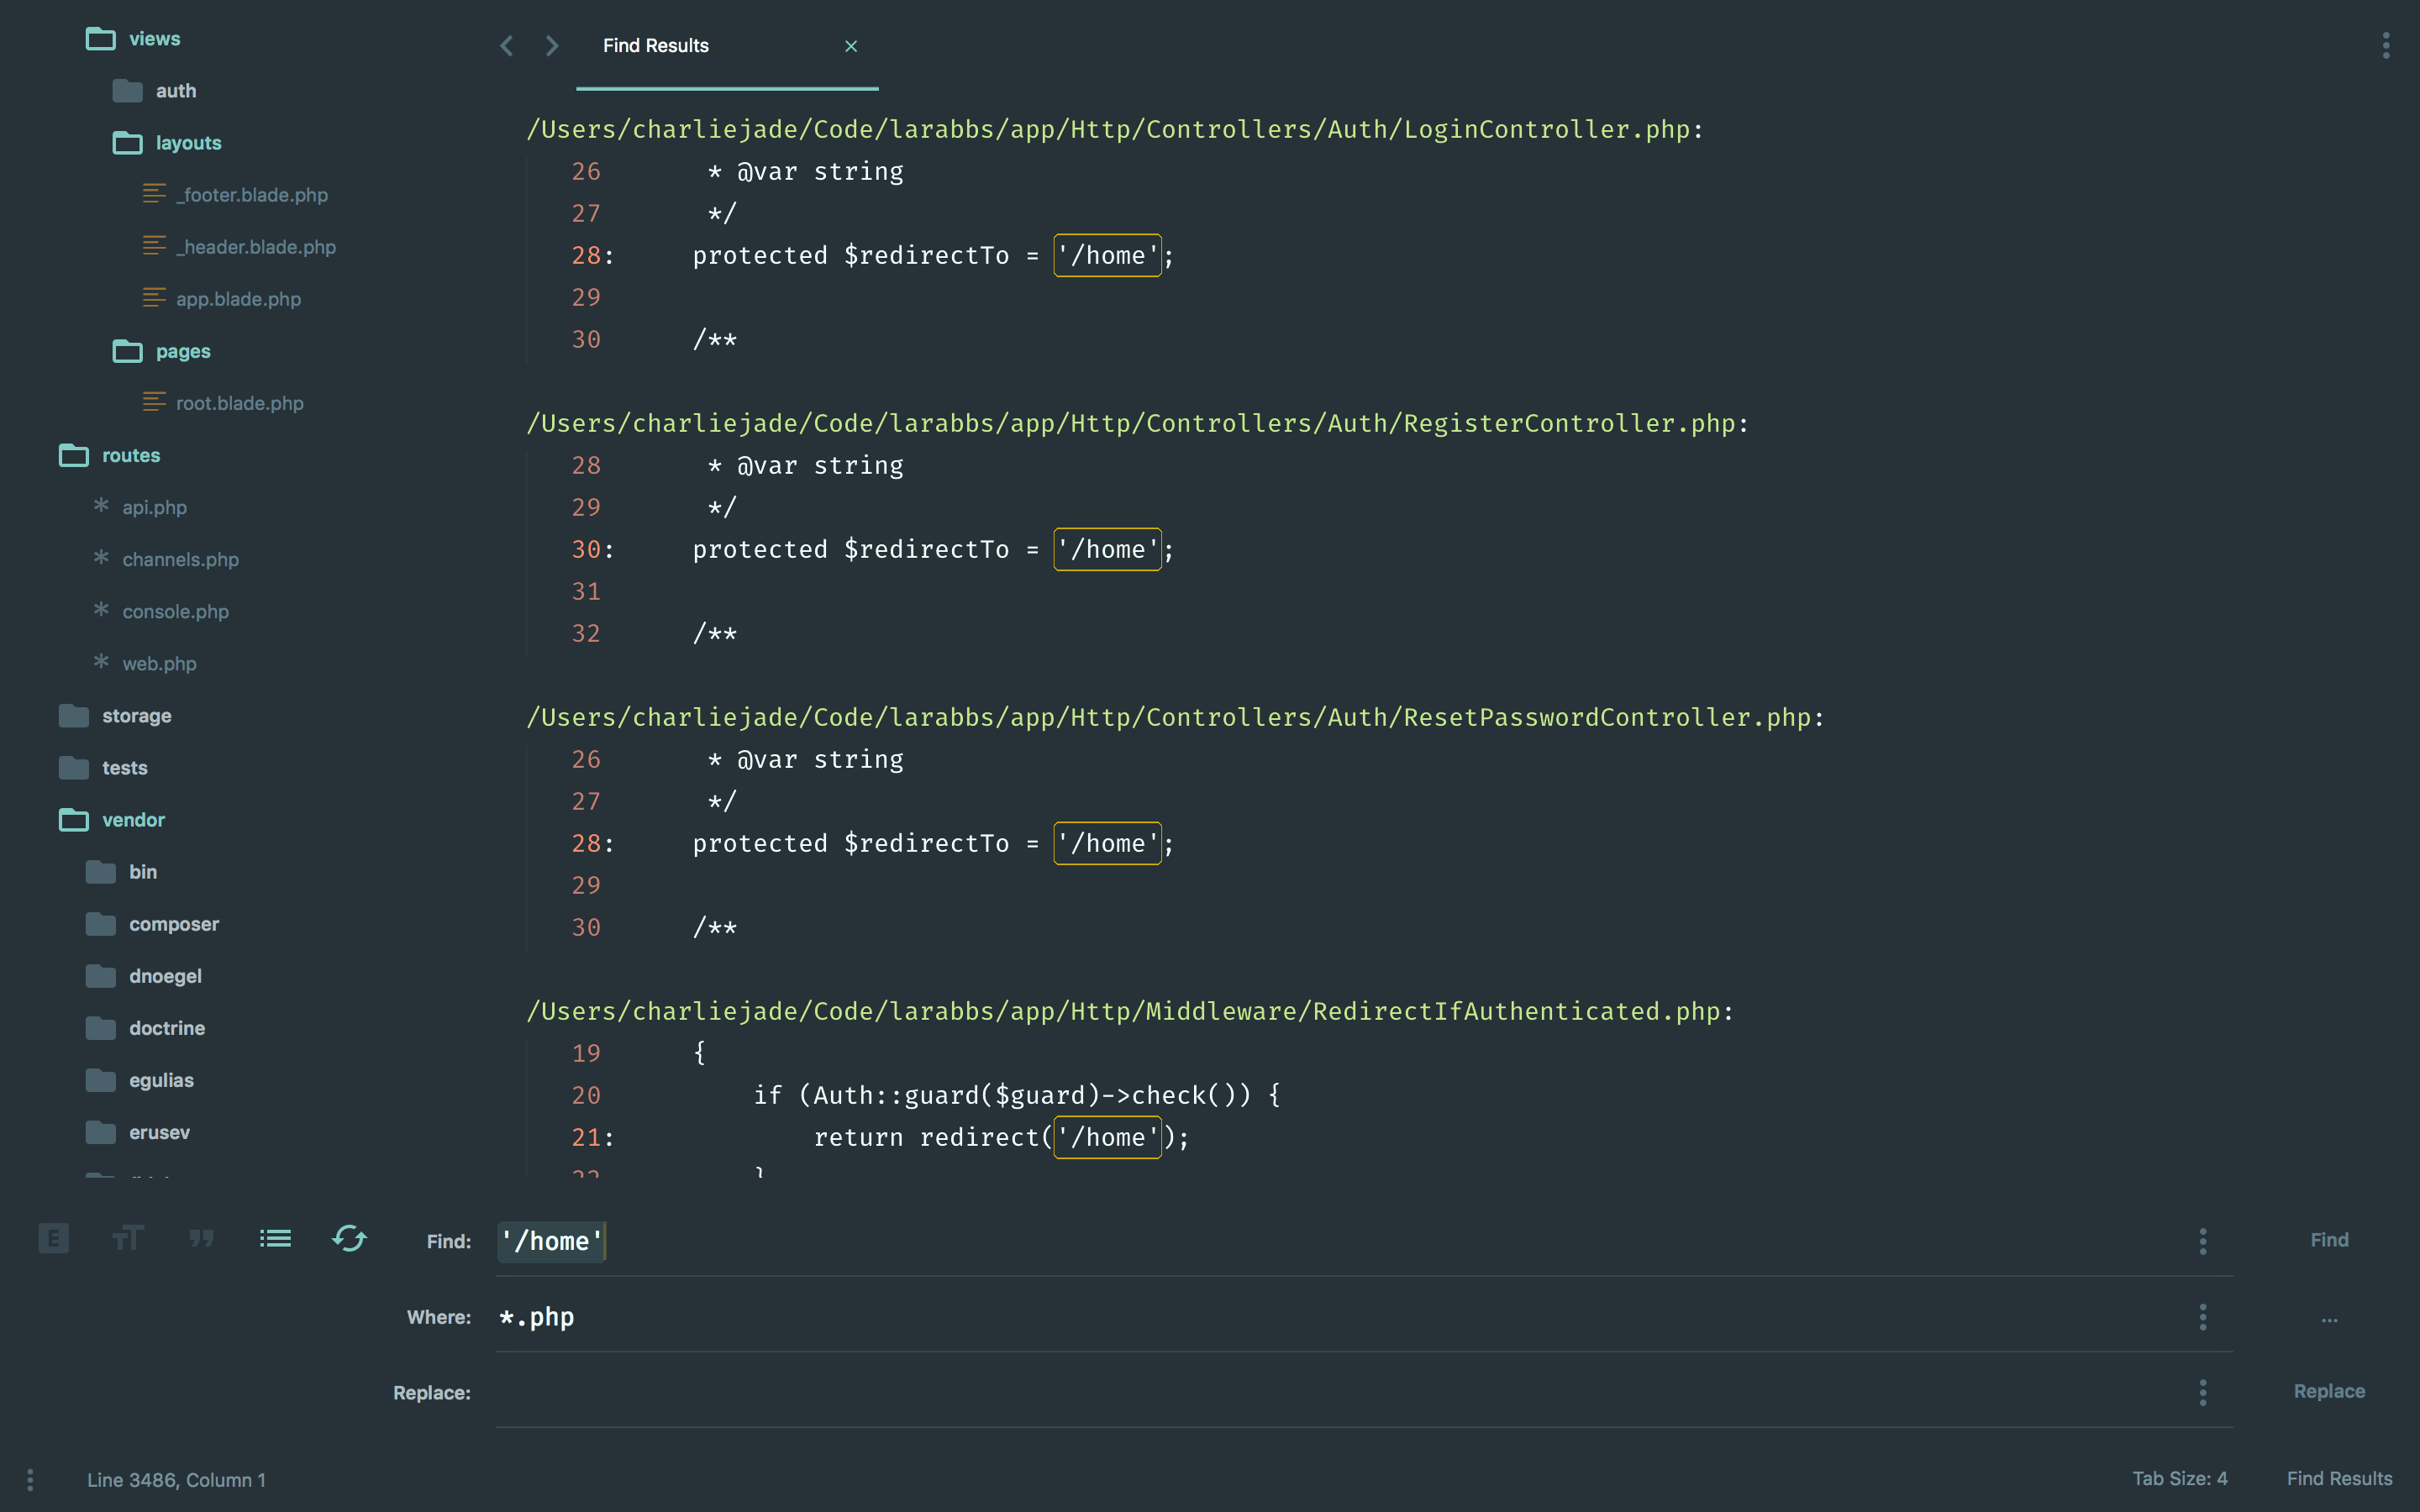 views
auth
layouts
_footer.blade.php
_header.blade.php
app.blade.php
pages
root.blade.php
routes
api.php
channels.php
console.php
web.php
storage
tests
vendor
bin
composer
dnoegel
doctrine
egulias
erusev
Find Results ×
/Users/charliejade/Code/larabbs/app/Http/Controllers/Auth/LoginController.php:
26      * @var string
27      */
28:     protected $redirectTo = '/home';
29
30     /**
/Users/charliejade/Code/larabbs/app/Http/Controllers/Auth/RegisterController.php:
28      * @var string
29      */
30:     protected $redirectTo = '/home';
31
32     /**
/Users/charliejade/Code/larabbs/app/Http/Controllers/Auth/ResetPasswordController.php:
26      * @var string
27      */
28:     protected $redirectTo = '/home';
29
30     /**
/Users/charliejade/Code/larabbs/app/Http/Middleware/RedirectIfAuthenticated.php:
19     {
20         if (Auth::guard($guard)->check()) {
21:             return redirect('/home');
22     }
Find: '/home' Find
Where: *.php ...
Replace: Replace
Line 3486, Column 1 Tab Size: 4 Find Results